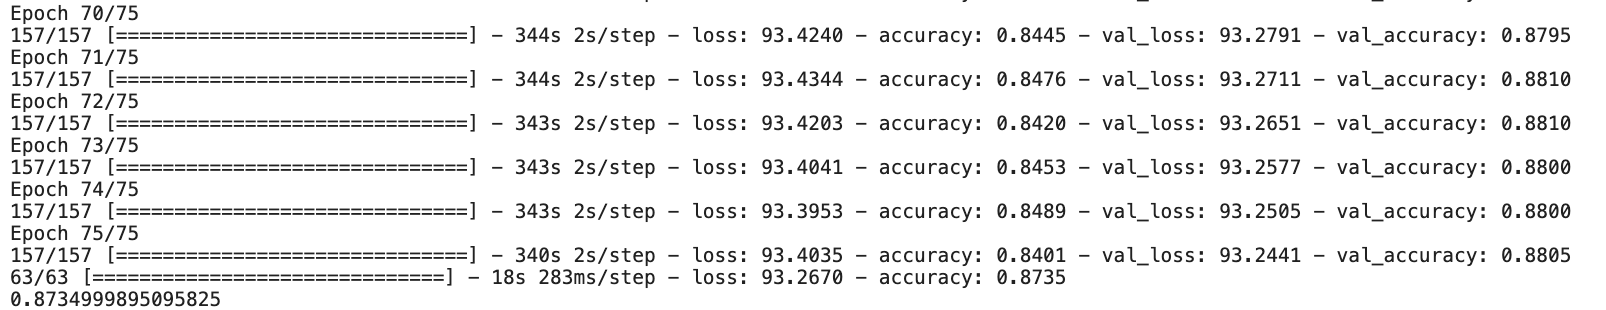 Epoch 70/75
157/157 [==============================] - 344s 2s/step - loss: 93.4240 - accuracy: 0.8445 - val_loss: 93.2791 - val_accuracy: 0.8795
Epoch 71/75
157/157 [==============================] - 344s 2s/step - loss: 93.4344 - accuracy: 0.8476 - val_loss: 93.2711 - val_accuracy: 0.8810
Epoch 72/75
157/157 [==============================] - 343s 2s/step - loss: 93.4203 - accuracy: 0.8420 - val_loss: 93.2651 - val_accuracy: 0.8810
Epoch 73/75
157/157 [==============================] - 343s 2s/step - loss: 93.4041 - accuracy: 0.8453 - val_loss: 93.2577 - val_accuracy: 0.8800
Epoch 74/75
157/157 [==============================] - 343s 2s/step - loss: 93.3953 - accuracy: 0.8489 - val_loss: 93.2505 - val_accuracy: 0.8800
Epoch 75/75
157/157 [==============================] - 340s 2s/step - loss: 93.4035 - accuracy: 0.8401 - val_loss: 93.2441 - val_accuracy: 0.8805
63/63 [==============================] - 18s 283ms/step - loss: 93.2670 - accuracy: 0.8735
0.8734999895095825